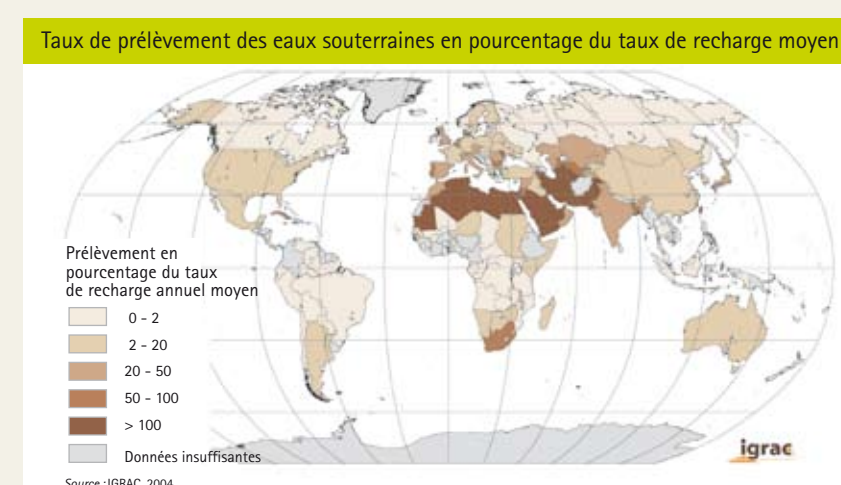 Taux de prélèvement des eaux souterraines en pourcentage du taux de recharge moyen
Prélèvement en
pourcentage du taux
de recharge annuel moyen
0 - 2
2 - 20
20 - 50
50 - 100
> 100
Données insuffisantes
igrac
Source : IGRAC, 2004